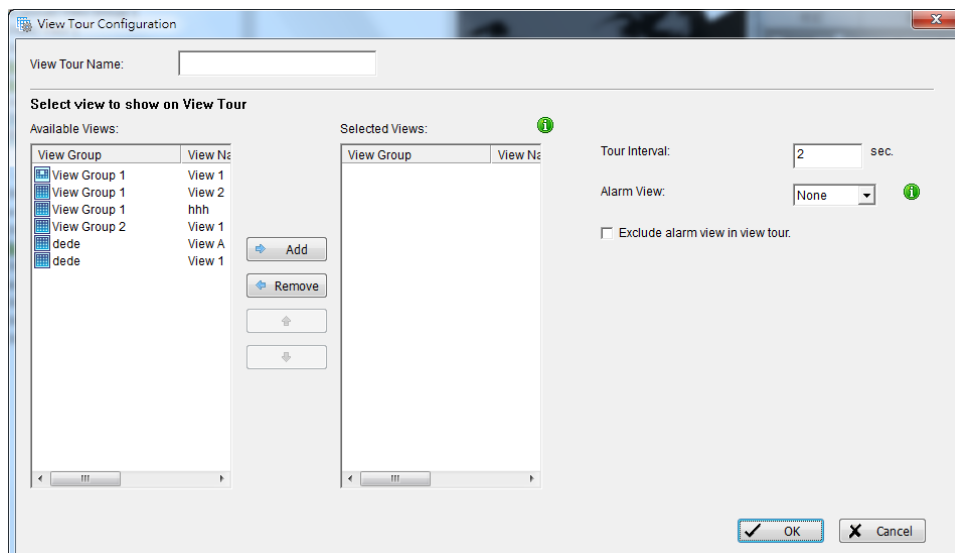 View Tour Configuration
View Tour Name:
Select view to show on View Tour
Available Views:
Selected Views:
View Group View Na
View Group 1 View 1
View Group 1 View 2
View Group 1 hhh
View Group 2 View 1
dede View A
dede View 1
Add
Remove
View Group View Na
Tour Interval: 2 sec.
Alarm View: None
Exclude alarm view in view tour.
OK Cancel